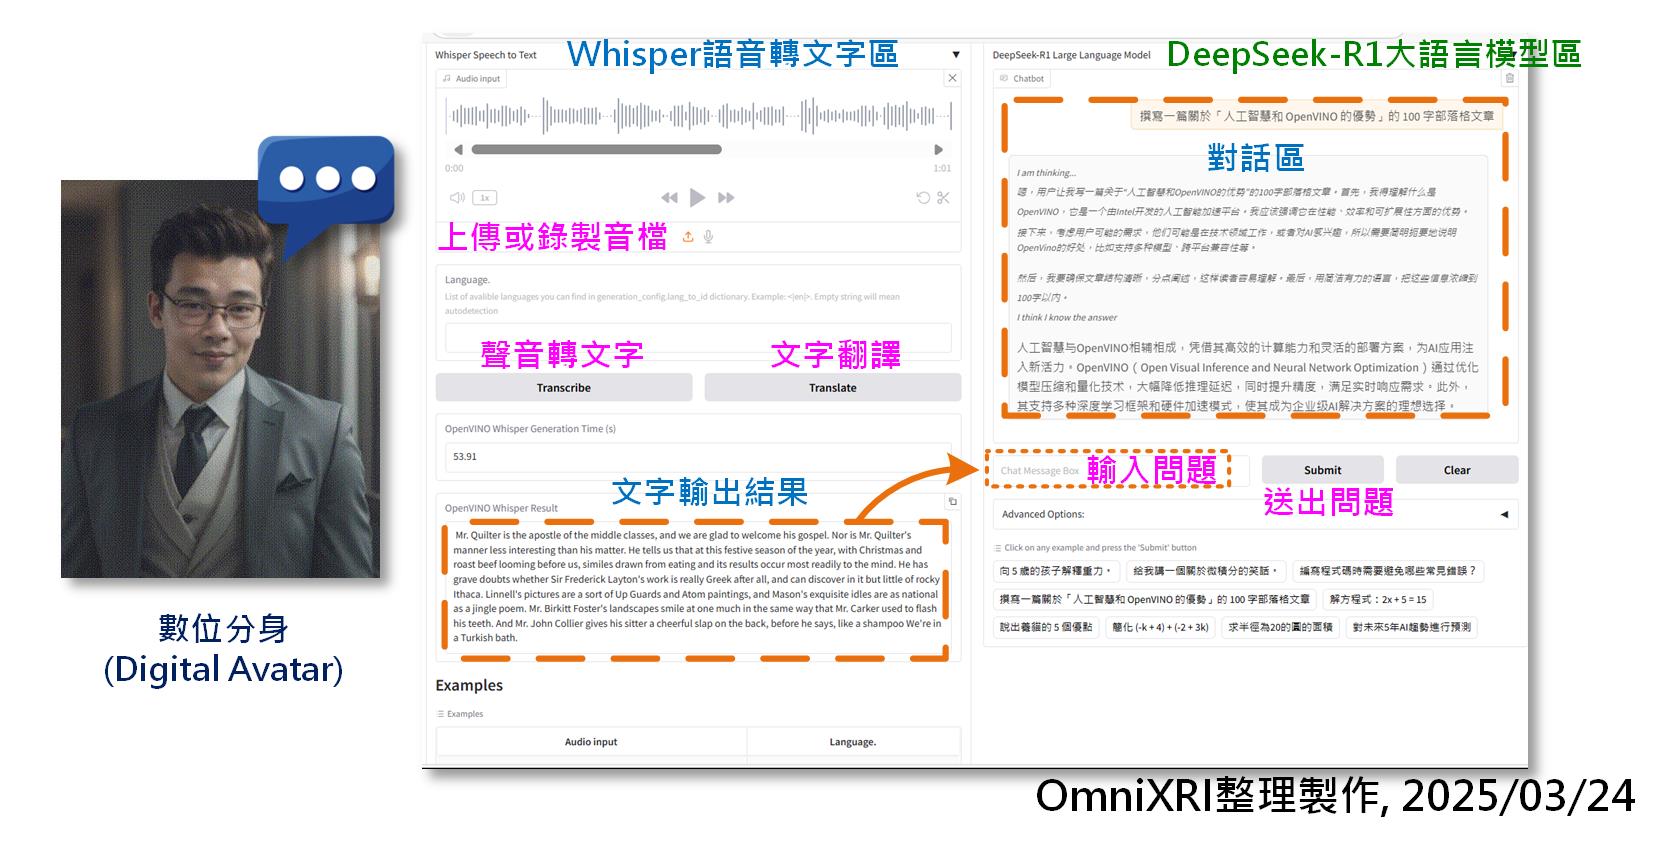 數位分身
(Digital Avatar)
Whisper Speech to Text
Whisper語音轉文字區
Audio input
0:00
1:01
1x
上傳或錄製音檔
Language.
List of avalible languages you can find in generation_config.lang_to_id dictionary. Example: <|en|>. Empty string will mean
autodetection
聲音轉文字
文字翻譯
Transcribe
Translate
OpenVINO Whisper Generation Time (s)
53.91
文字輸出結果
OpenVINO Whisper Result
Mr. Quilter is the apostle of the middle classes, and we are glad to welcome his gospel. Nor is Mr. Quilter's
manner less interesting than his matter. He tells us that at this festive season of the year, with Christmas and
roast beef looming before us, similes drawn from eating and its results occur most readily to the mind. He has
grave doubts whether Sir Frederick Layton's work is really Greek after all, and can discover in it but little of rocky
Ithaca. Linnell's pictures are a sort of Up Guards and Atom paintings, and Mason's exquisite idles are as national
as a jingle poem. Mr. Birkitt Foster's landscapes smile at one much in the same way that Mr. Carker used to flash
his teeth. And Mr. John Collier gives his sitter a cheerful slap on the back, before he says, like a shampoo We're in
a Turkish bath.
Examples
Examples
Audio input
Language.
DeepSeek-R1 Large Language Model
DeepSeek-R1大語言模型區
Chatbot
撰寫一篇關於「人工智慧和 OpenVINO 的優勢」的 100 字部落格文章
對話區
I am thinking...
嗯，用户让我写一篇关于“人工智慧和OpenVINO的优势”的100字部落格文章。首先，我得理解什么是
OpenVINO，它是一个由Intel开发的人工智能加速平台。我应该强调它在性能、效率和可扩展性方面的优势。
接下来，考虑用户可能的需求，他们可能是在技术领域工作，或者对AI感兴趣，所以需要简明扼要地说明
OpenVino的好处，比如支持多种模型、跨平台兼容性等。
然后，我要确保文章结构清晰，分点阐述，这样读者容易理解。最后，用简洁有力的语言，把这些信息浓缩到
100字以内。
I think I know the answer
人工智慧与OpenVINO相辅相成，凭借其高效的计算能力和灵活的部署方案，为AI应用注
入新活力。OpenVINO（Open Visual Inference and Neural Network Optimization）通过优化
模型压缩和量化技术，大幅降低推理延迟，同时提升精度，满足实时响应需求。此外，
其支持多种深度学习框架和硬件加速模式，使其成为企业级AI解决方案的理想选择。
Chat Message Box
輸入問題
Submit
Clear
送出問題
Advanced Options:
Click on any example and press the 'Submit' button
向 5 歲的孩子解釋重力。
給我講一個關於微積分的笑話。
編寫程式碼時需要避免哪些常見錯誤？
撰寫一篇關於「人工智慧和 OpenVINO 的優勢」的 100 字部落格文章
解方程式：2x + 5 = 15
說出養貓的 5 個優點
簡化 (-k + 4) + (-2 + 3k)
求半徑為20的圓的面積
對未來5年AI趨勢進行預測
OmniXRI整理製作, 2025/03/24